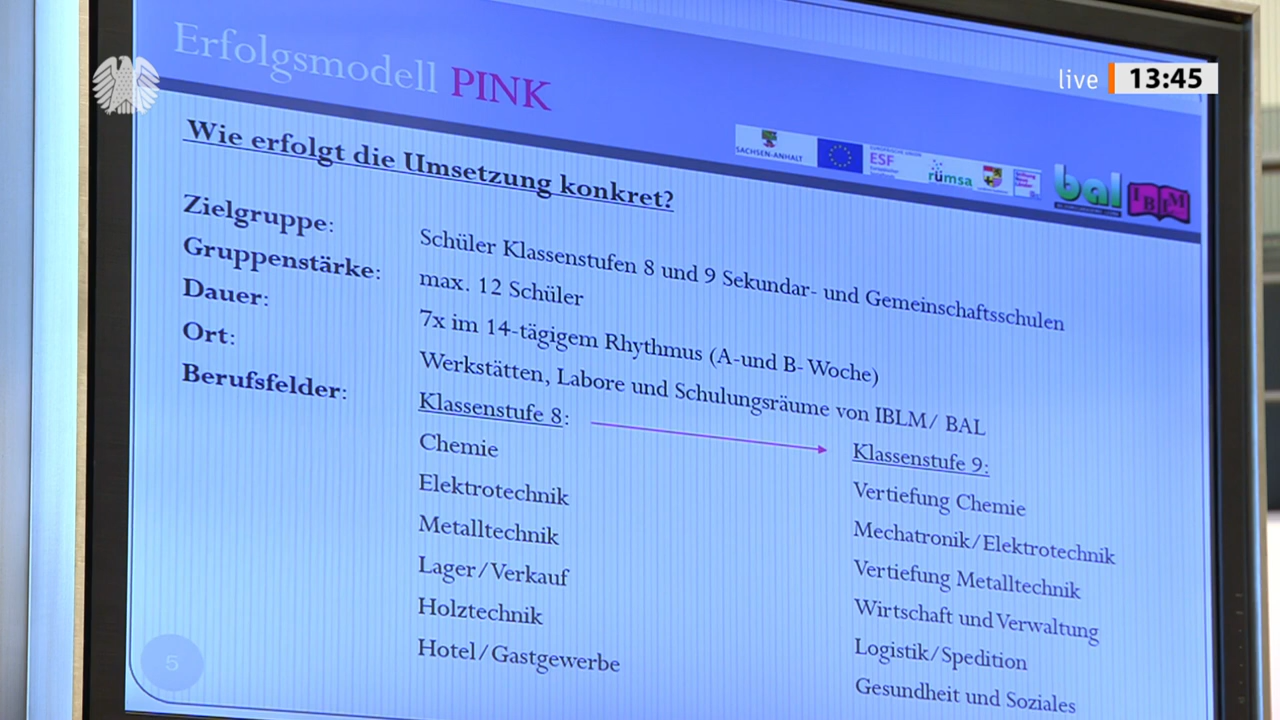 Erfolgsmodell PINK
live 13:45
SACHSEN-ANHALT
ESF
rümsa
bal
IBLM
Wie erfolgt die Umsetzung konkret?
Zielgruppe: Schüler Klassenstufen 8 und 9 Sekundar- und Gemeinschaftsschulen
Gruppenstärke: max. 12 Schüler
Dauer: 7x im 14-tägigem Rhythmus (A-und B- Woche)
Ort: Werkstätten, Labore und Schulungsräume von IBLM/ BAL
Berufsfelder: Klassenstufe 8:
Chemie
Elektrotechnik
Metalltechnik
Lager/Verkauf
Holztechnik
Hotel/Gastgewerbe
Klassenstufe 9:
Vertiefung Chemie
Mechatronik/Elektrotechnik
Vertiefung Metalltechnik
Wirtschaft und Verwaltung
Logistik/Spedition
Gesundheit und Soziales
5